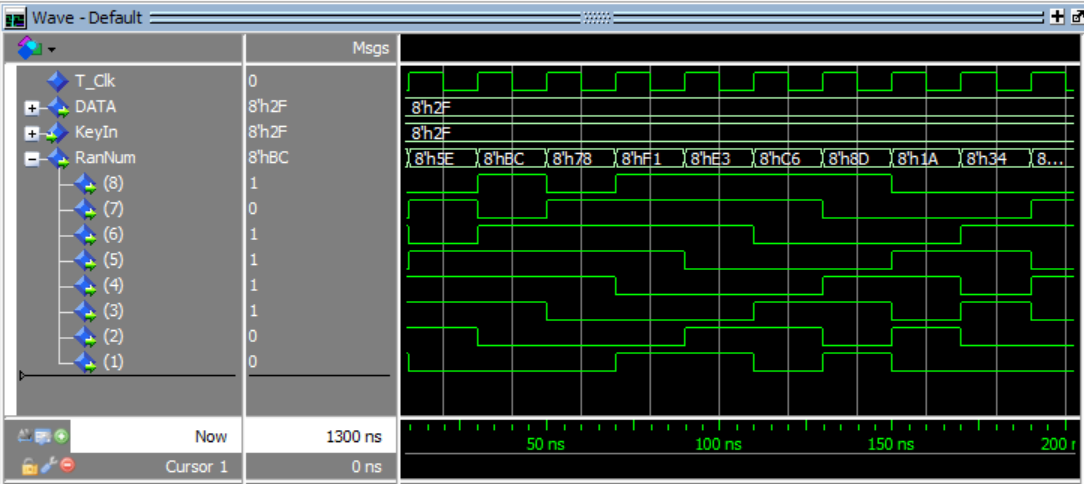 Wave - Default
Msgs
T_Clk 0
DATA 8'h2F 8'h2F
KeyIn 8'h2F 8'h2F
RanNum 8'hBC 8'h5E 8'hBC 8'h78 8'hF1 8'hE3 8'hC6 8'h8D 8'h1A 8'h34 8...
(8) 1
(7) 0
(6) 1
(5) 1
(4) 1
(3) 1
(2) 0
(1) 0
Now 1300 ns 50 ns 100 ns 150 ns 200
Cursor 1 0 ns